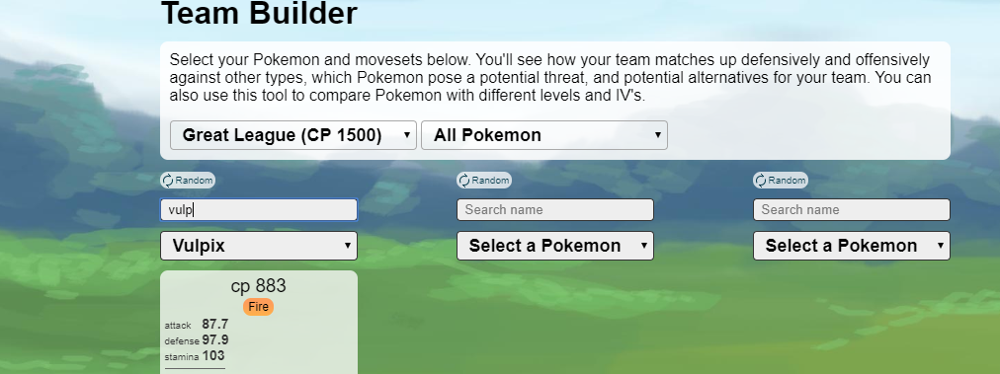 Team Builder
Select your Pokemon and movesets below. You'll see how your team matches up defensively and offensively
against other types, which Pokemon pose a potential threat, and potential alternatives for your team. You can
also use this tool to compare Pokemon with different levels and IV's.
Great League (CP 1500) All Pokemon
Random Random Random
vulp Search name Search name
Vulpix Select a Pokemon Select a Pokemon
cp 883
Fire
attack 87.7
defense 97.9
stamina 103